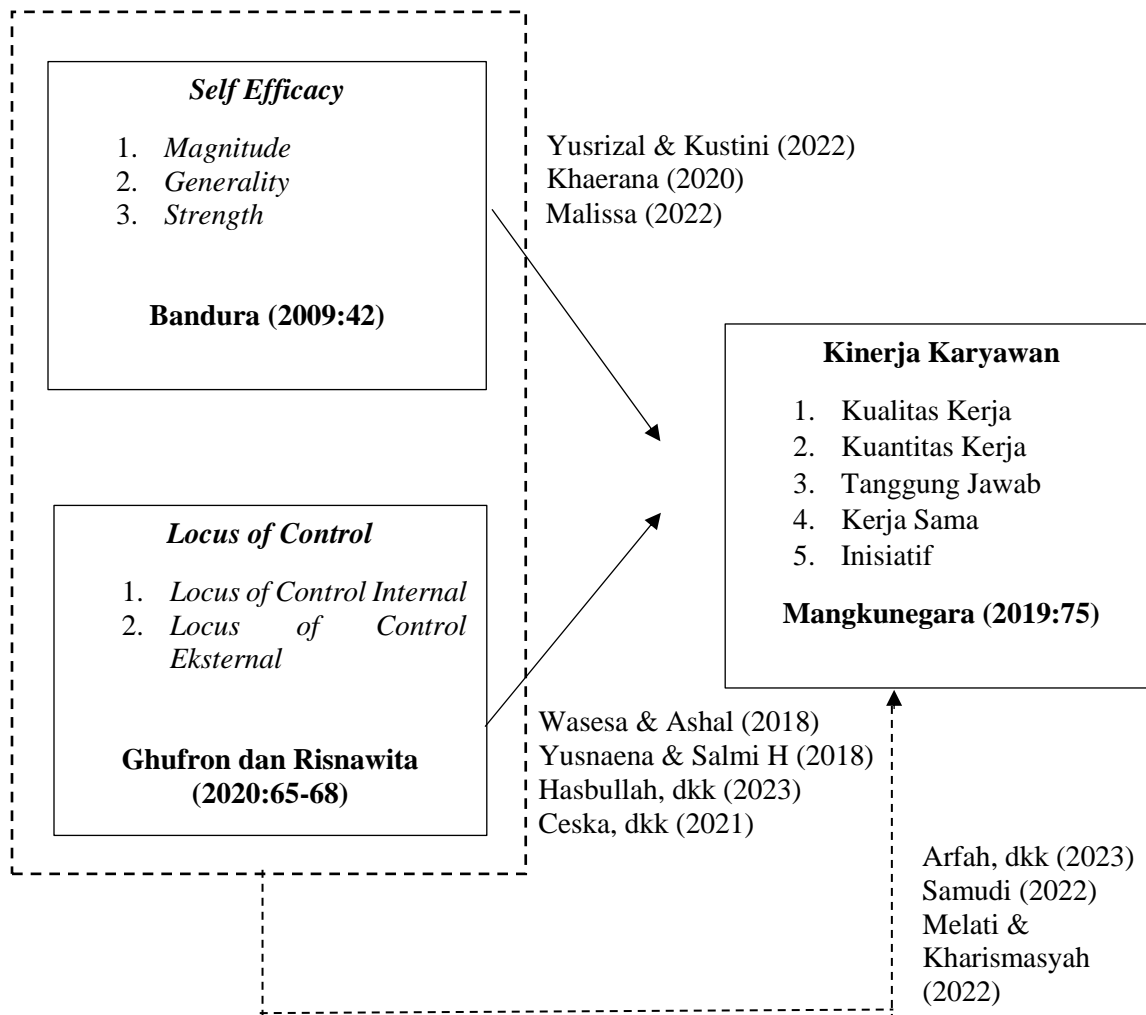 Self Efficacy
1. Magnitude
2. Generality
3. Strength
Bandura (2009:42)
Yusrizal & Kustini (2022)
Khaerana (2020)
Malissa (2022)
Kinerja Karyawan
1. Kualitas Kerja
2. Kuantitas Kerja
3. Tanggung Jawab
4. Kerja Sama
5. Inisiatif
Mangkunegara (2019:75)
Locus of Control
1. Locus of Control Internal
2. Locus of Control
Eksternal
Ghufron dan Risnawita
(2020:65-68)
Wasesa & Ashal (2018)
Yusnaena & Salmi H (2018)
Hasbullah, dkk (2023)
Ceska, dkk (2021)
Arfah, dkk (2023)
Samudi (2022)
Melati &
Kharismasyah
(2022)